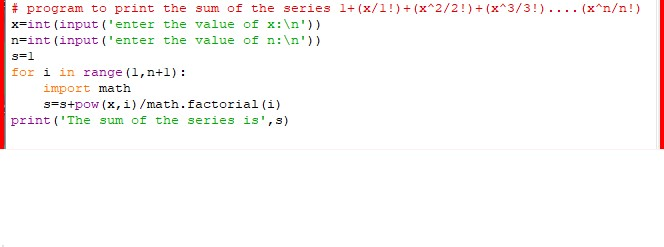 # program to print the sum of the series 1+(x/1!)+(x^2/2!)+(x^3/3!)....(x^n/n!)
x=int(input('enter the value of x:\n'))
n=int(input('enter the value of n:\n'))
s=1
for i in range(1,n+1):
    import math
    s=s+pow(x,i)/math.factorial(i)
print('The sum of the series is',s)